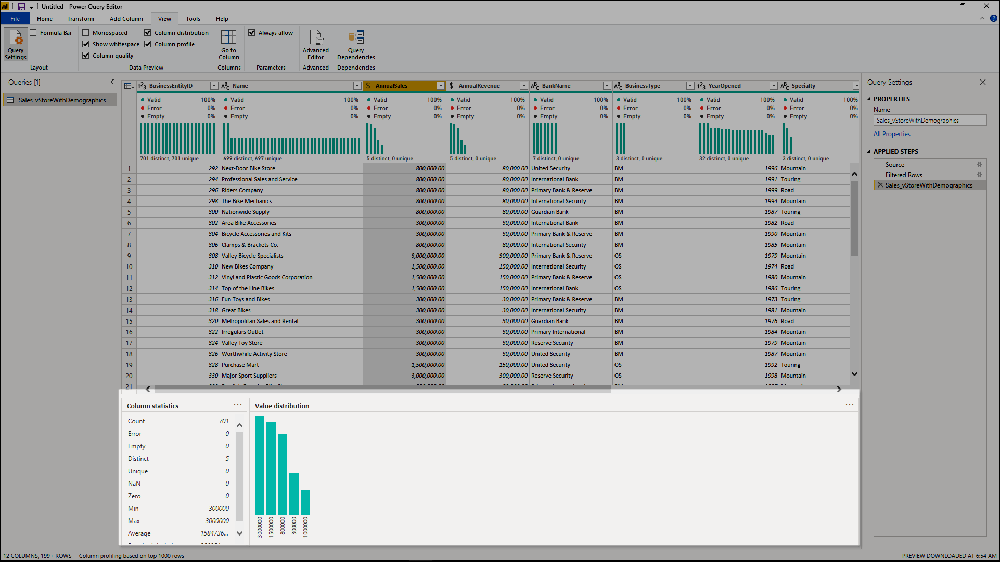 Untitled - Power Query Editor
File Home Transform Add Column View Tools Help
Query Settings
Formula Bar
Layout
Monospaced
Show whitespace
Column quality
Column distribution
Column profile
Data Preview
Go to Column
Columns
Always allow
Parameters
Advanced Editor
Advanced
Query Dependencies
Dependencies
Queries [1]
Sales_vStoreWithDemographics
BusinessEntityID Name AnnualSales AnnualRevenue BankName BusinessType YearOpened Specialty
Valid 100% Valid 100% Valid 100% Valid 100% Valid 100% Valid 100% Valid 100% Valid 100%
Error 0% Error 0% Error 0% Error 0% Error 0% Error 0% Error 0% Error 0%
Empty 0% Empty 0% Empty 0% Empty 0% Empty 0% Empty 0% Empty 0% Empty 0%
701 distinct, 701 unique 699 distinct, 697 unique 5 distinct, 0 unique 5 distinct, 0 unique 7 distinct, 0 unique 3 distinct, 0 unique 32 distinct, 0 unique 3 distinct, 0 unique
1 292 Next-Door Bike Store 800,000.00 80,000.00 United Security BM 1996 Mountain
2 294 Professional Sales and Service 800,000.00 80,000.00 International Bank BM 1991 Touring
3 296 Riders Company 800,000.00 80,000.00 Primary Bank & Reserve BM 1999 Road
4 298 The Bike Mechanics 800,000.00 80,000.00 International Security BM 1994 Mountain
5 300 Nationwide Supply 800,000.00 80,000.00 Guardian Bank BM 1987 Touring
6 302 Area Bike Accessories 300,000.00 30,000.00 International Bank BM 1982 Road
7 304 Bicycle Accessories and Kits 300,000.00 30,000.00 Primary Bank & Reserve BM 1990 Mountain
8 306 Clamps & Brackets Co. 800,000.00 80,000.00 International Security BM 1985 Mountain
9 308 Valley Bicycle Specialists 3,000,000.00 300,000.00 Primary Bank & Reserve OS 1979 Mountain
10 310 New Bikes Company 1,500,000.00 150,000.00 International Security OS 1974 Road
11 312 Vinyl and Plastic Goods Corporation 1,500,000.00 150,000.00 Primary Bank & Reserve OS 1980 Mountain
12 314 Top of the Line Bikes 1,500,000.00 150,000.00 International Bank OS 1986 Touring
13 316 Fun Toys and Bikes 300,000.00 30,000.00 Primary Bank & Reserve BM 1973 Touring
14 318 Great Bikes 300,000.00 30,000.00 International Security BM 1981 Mountain
15 320 Metropolitan Sales and Rental 300,000.00 30,000.00 Guardian Bank BM 1976 Road
16 322 Irregulars Outlet 300,000.00 30,000.00 Primary International BM 1984 Mountain
17 324 Valley Toy Store 300,000.00 30,000.00 Reserve Security BM 1979 Mountain
18 326 Worthwhile Activity Store 300,000.00 30,000.00 United Security BM 1987 Mountain
19 328 Purchase Mart 1,500,000.00 150,000.00 United Security OS 1992 Touring
20 330 Major Sport Suppliers 3,000,000.00 300,000.00 Reserve Security OS 1998 Mountain
21
Column statistics
Count 701
Error 0
Empty 0
Distinct 5
Unique 0
NaN 0
Zero 0
Min 300000
Max 3000000
Average 1584736...
Value distribution
3000000
1500000
800000
300000
1000000
Query Settings
PROPERTIES
Name
Sales_vStoreWithDemographics
All Properties
APPLIED STEPS
Source
Filtered Rows
Sales_vStoreWithDemographics
12 COLUMNS, 199+ ROWS Column profiling based on top 1000 rows
PREVIEW DOWNLOADED AT 6:54 AM